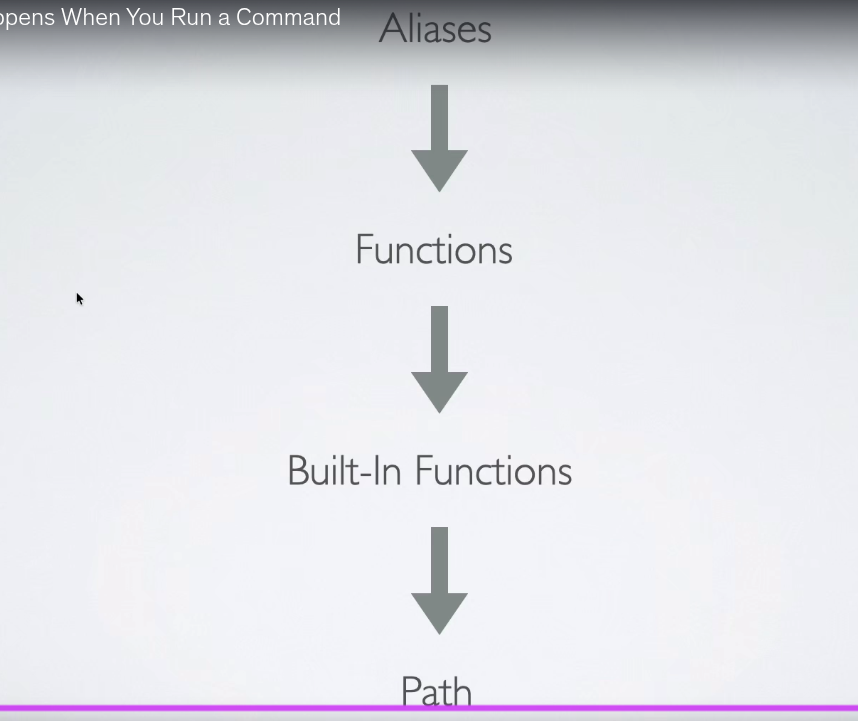 ppens When You Run a Command
Aliases
Functions
Built-In Functions
Path